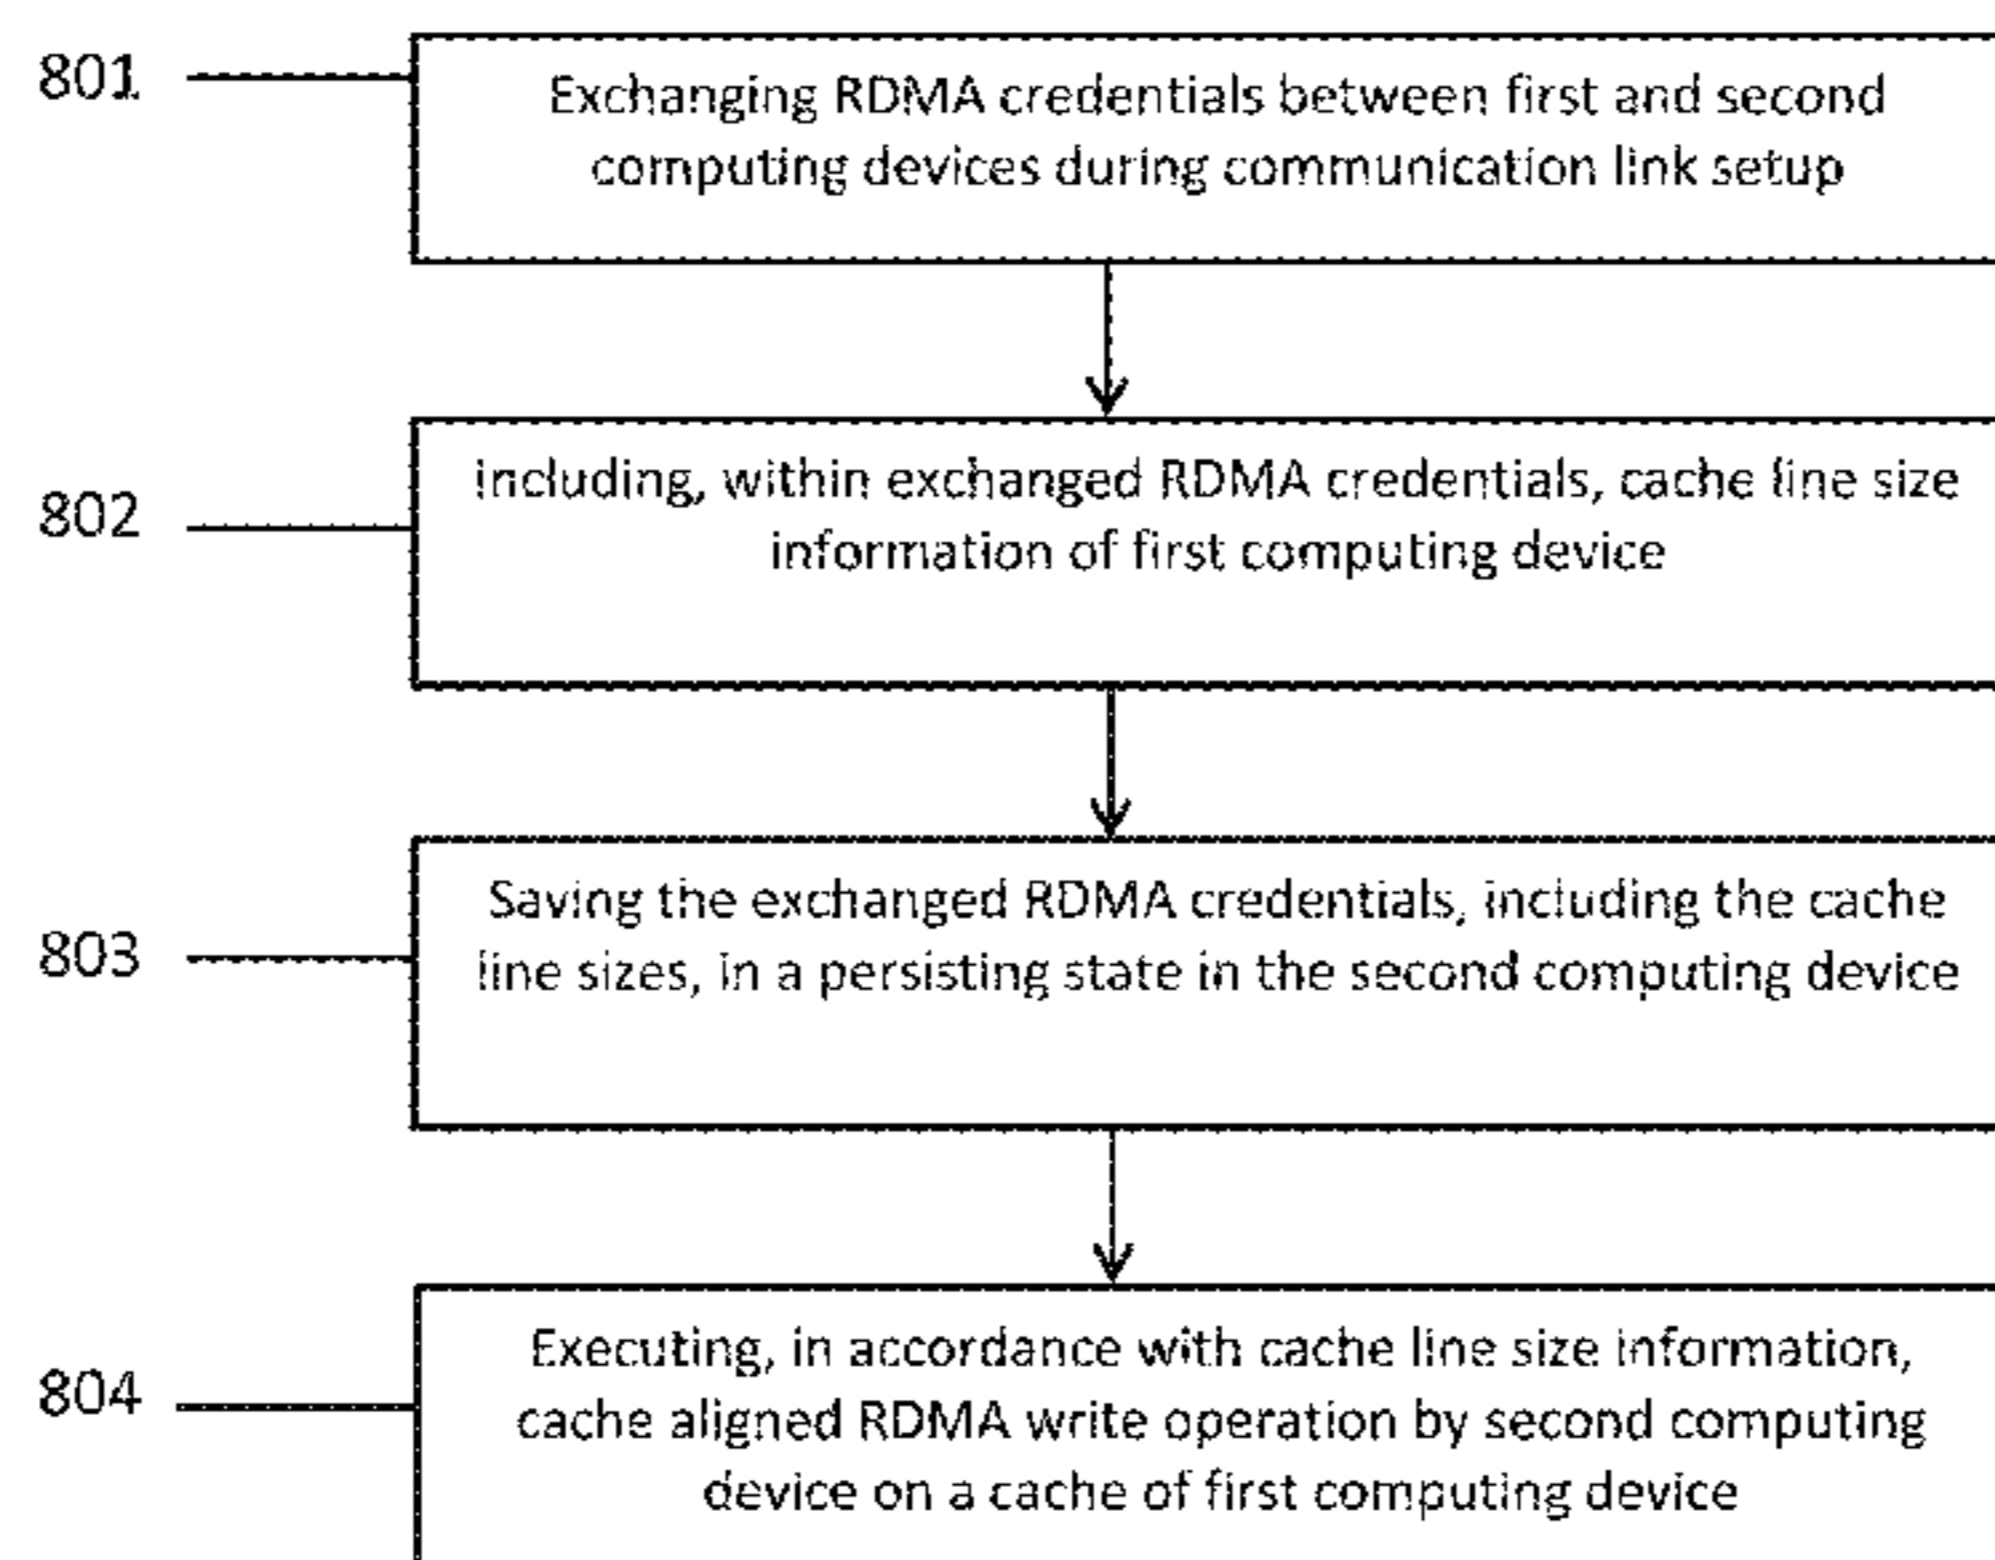 801
Exchanging RDMA credentials between first and second
computing devices during communication link setup
802
Including, within exchanged RDMA credentials, cache line size
information of first computing device
803
Saving the exchanged RDMA credentials, including the cache
line sizes, in a persisting state in the second computing device
804
Executing, in accordance with cache line size information,
cache aligned RDMA write operation by second computing
device on a cache of first computing device